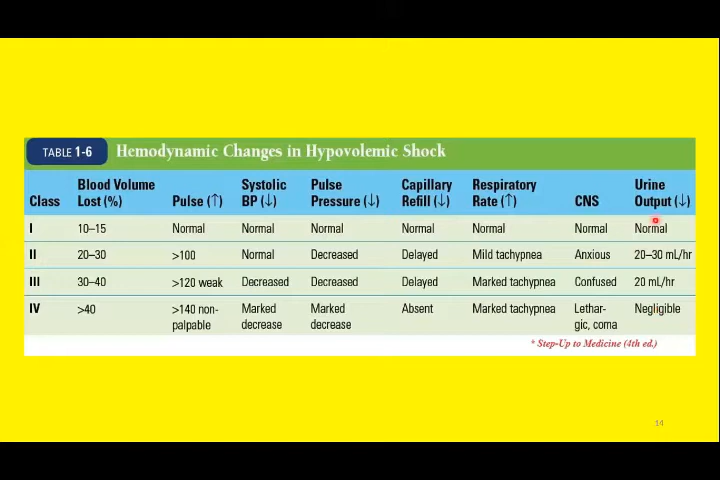 TABLE 1-6 Hemodynamic Changes in Hypovolemic Shock
Class Blood Volume Lost (%) Pulse (↑) Systolic BP (↓) Pulse Pressure (↓) Capillary Refill (↓) Respiratory Rate (↑) CNS Urine Output (↓)
I 10–15 Normal Normal Normal Normal Normal Normal Normal
II 20–30 >100 Normal Decreased Delayed Mild tachypnea Anxious 20–30 mL/hr
III 30–40 >120 weak Decreased Decreased Delayed Marked tachypnea Confused 20 mL/hr
IV >40 >140 non-palpable Marked decrease Marked decrease Absent Marked tachypnea Lethar-gic, coma Negligible
* Step-Up to Medicine (4th ed.)
14